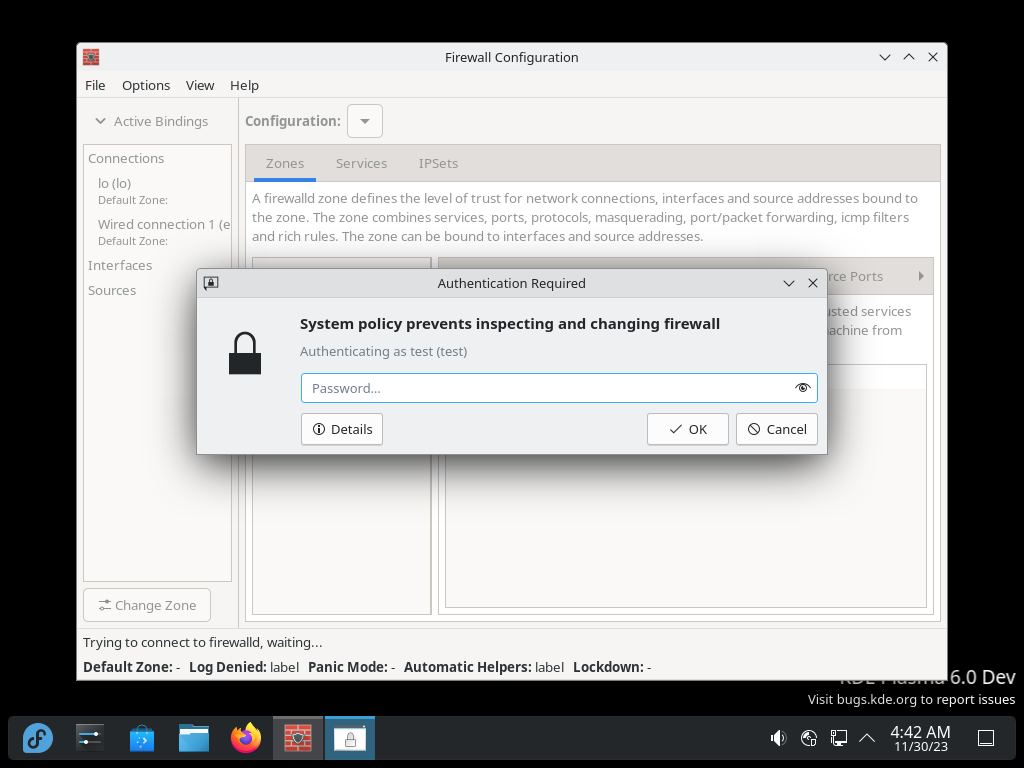 Firewall Configuration
File Options View Help
Active Bindings
Configuration:
Connections
lo (lo)
Default Zone:
Wired connection 1 (e
Default Zone:
Interfaces
Sources
Change Zone
Zones Services IPSets
A firewalld zone defines the level of trust for network connections, interfaces and source addresses bound to
the zone. The zone combines services, ports, protocols, masquerading, port/packet forwarding, icmp filters
and rich rules. The zone can be bound to interfaces and source addresses.
rce Ports
usted services
achine from
Authentication Required
System policy prevents inspecting and changing firewall
Authenticating as test (test)
Password...
Details OK Cancel
Trying to connect to firewalld, waiting...
Default Zone: - Log Denied: label Panic Mode: - Automatic Helpers: label Lockdown: -
KDE Plasma 6.0 Dev
Visit bugs.kde.org to report issues
4:42 AM
11/30/23